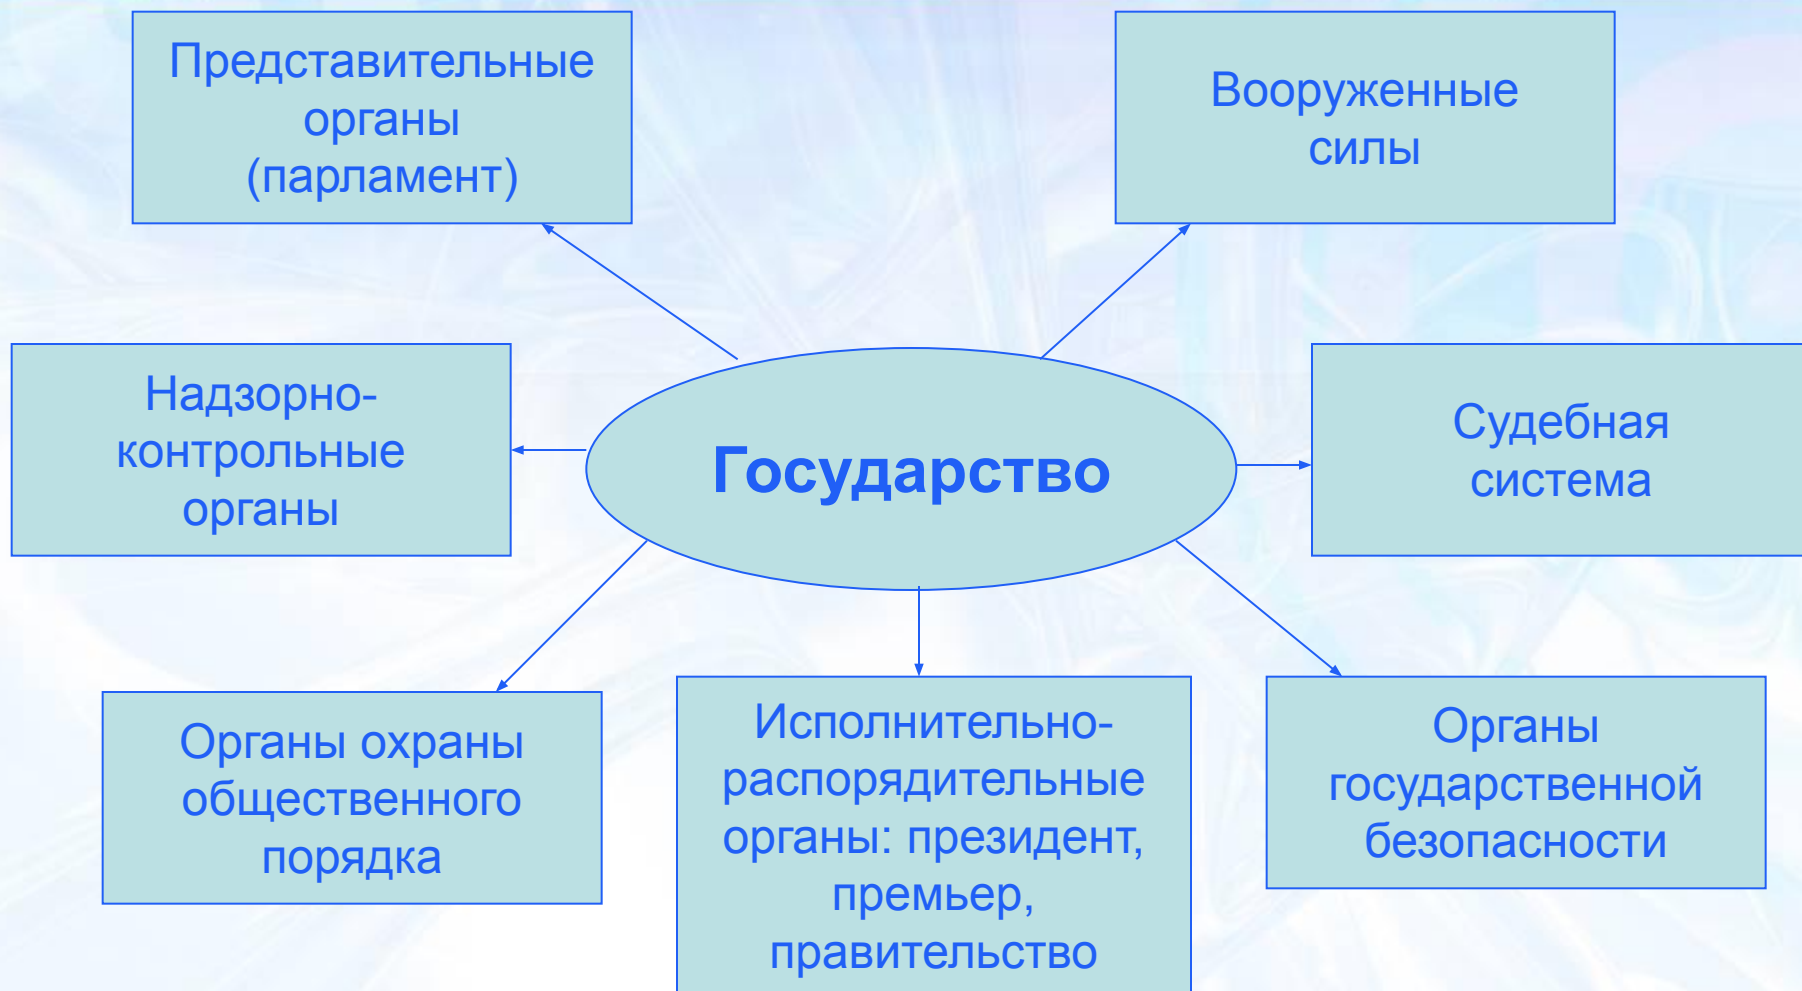 Представительные
органы
(парламент)
Вооруженные
силы
Надзорно-
контрольные
органы
Государство
Судебная
система
Органы охраны
общественного
порядка
Исполнительно-
распорядительные
органы: президент,
премьер,
правительство
Органы
государственной
безопасности